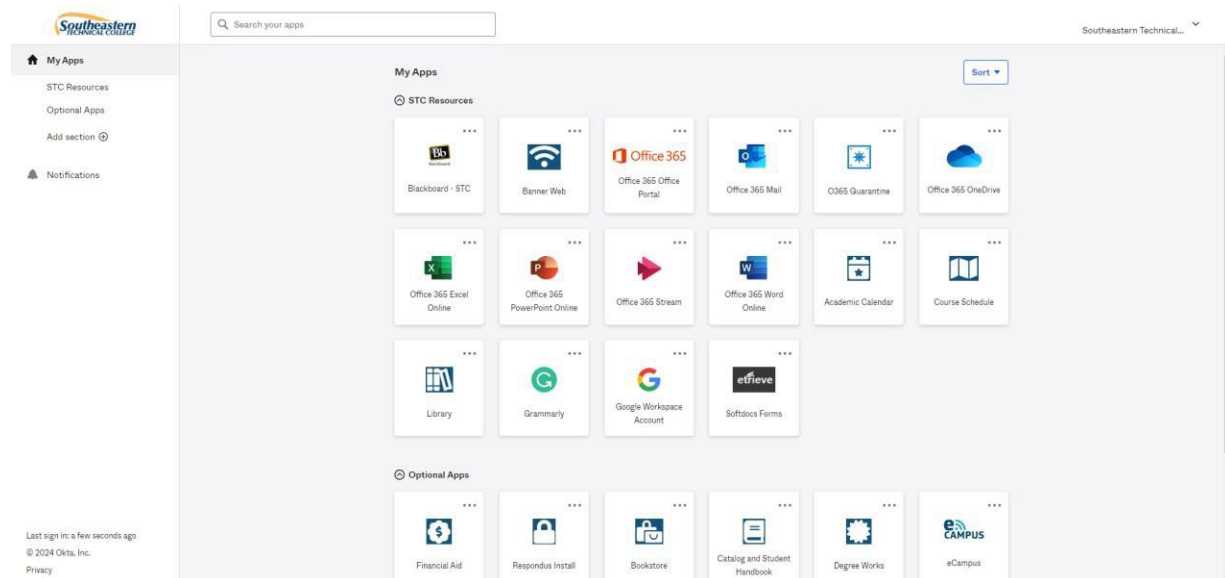 Southeastern
TECHNICAL COLLEGE
Search your apps
Southeastern Technical...
My Apps
STC Resources
Optional Apps
Add section
Notifications
My Apps
Sort
STC Resources
Bb
Blackboard - STC
Banner Web
Office 365
Office 365 Office
Portal
Office 365 Mail
O365 Quarantine
Office 365 OneDrive
Office 365 Excel
Online
Office 365
PowerPoint Online
Office 365 Stream
Office 365 Word
Online
Academic Calendar
Course Schedule
Library
Grammarly
Google Workspace
Account
etrieve
Softdocs Forms
Optional Apps
Financial Aid
Respondus Install
Bookstore
Catalog and Student
Handbook
Degree Works
eCAMPUS
eCampus
Last sign in: a few seconds ago
© 2024 Okta, Inc.
Privacy